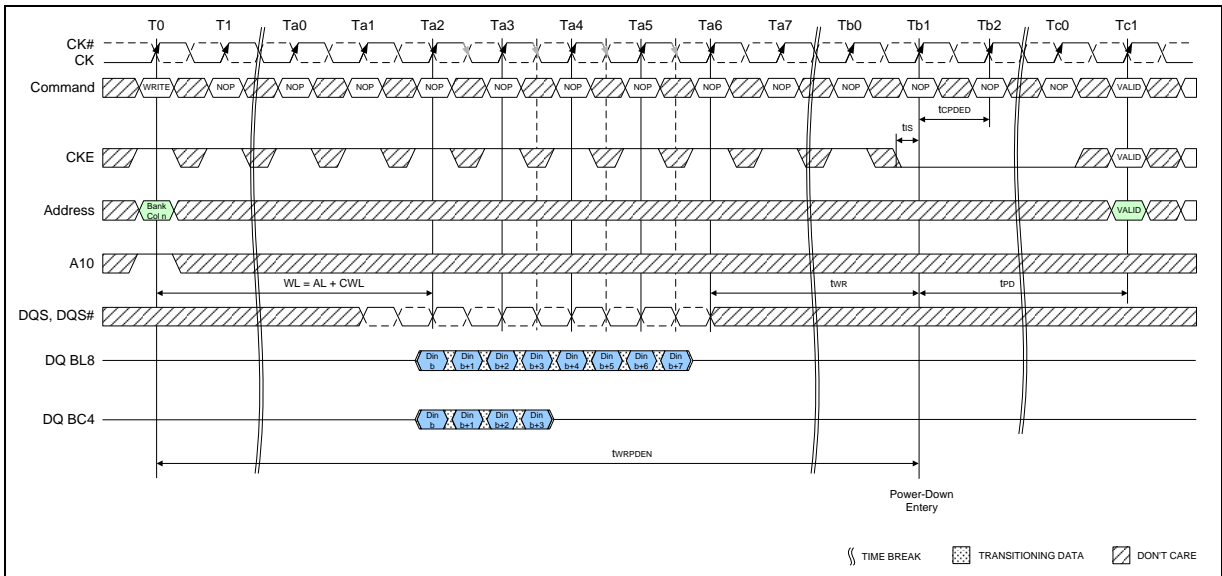 T0 T1 Ta0 Ta1 Ta2 Ta3 Ta4 Ta5 Ta6 Ta7 Tb0 Tb1 Tb2 Tc0 Tc1
CK#
CK
Command WRITE NOP NOP NOP NOP NOP NOP NOP NOP NOP NOP NOP NOP NOP VALID
tCPDED
tIS
CKE VALID
Address Bank Col n VALID
A10
WL = AL + CWL tWR tPD
DQS, DQS#
DQ BL8 Din b Din b+1 Din b+2 Din b+3 Din b+4 Din b+5 Din b+6 Din b+7
DQ BC4 Din b Din b+1 Din b+2 Din b+3
tWRPDEN
Power-Down
Entery
TIME BREAK TRANSITIONING DATA DON'T CARE